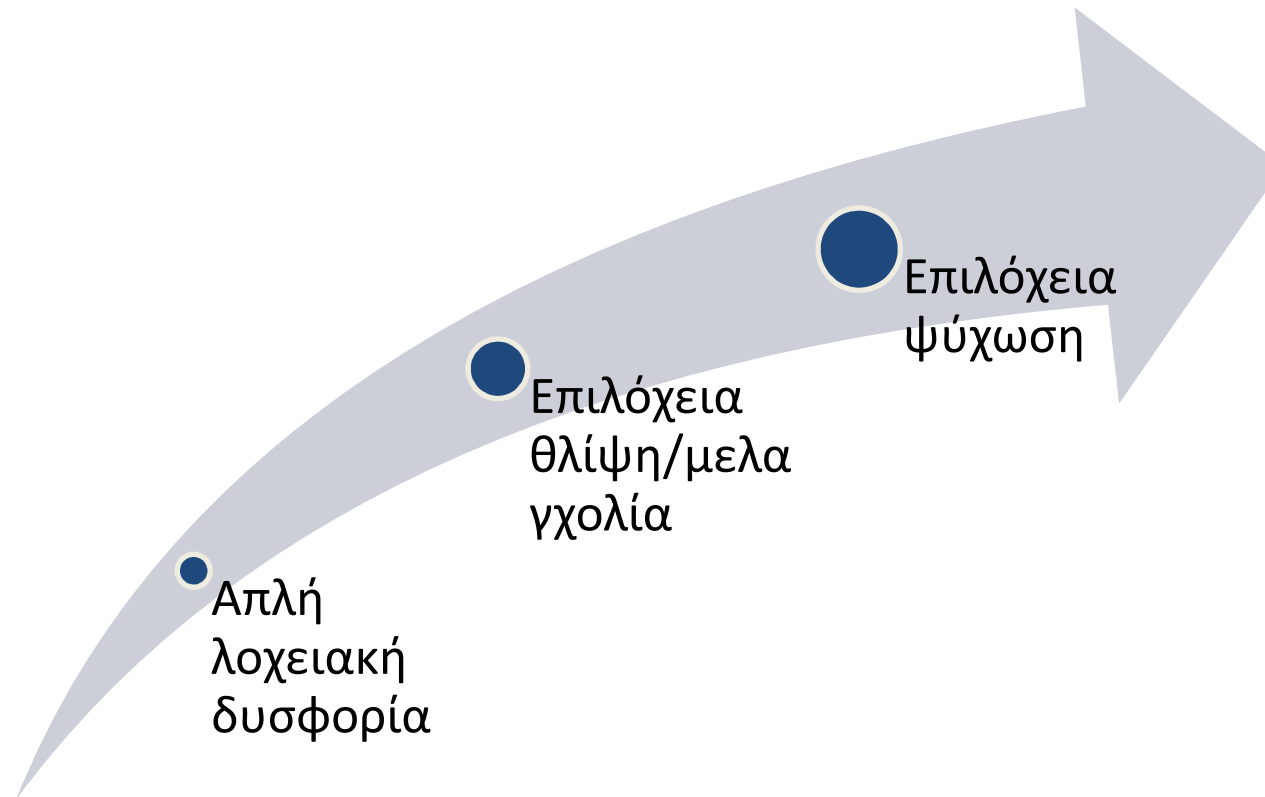 Επιλόχεια
ψύχωση
Επιλόχεια
θλίψη/μελα
γχολία
Απλή
λοχειακή
δυσφορία